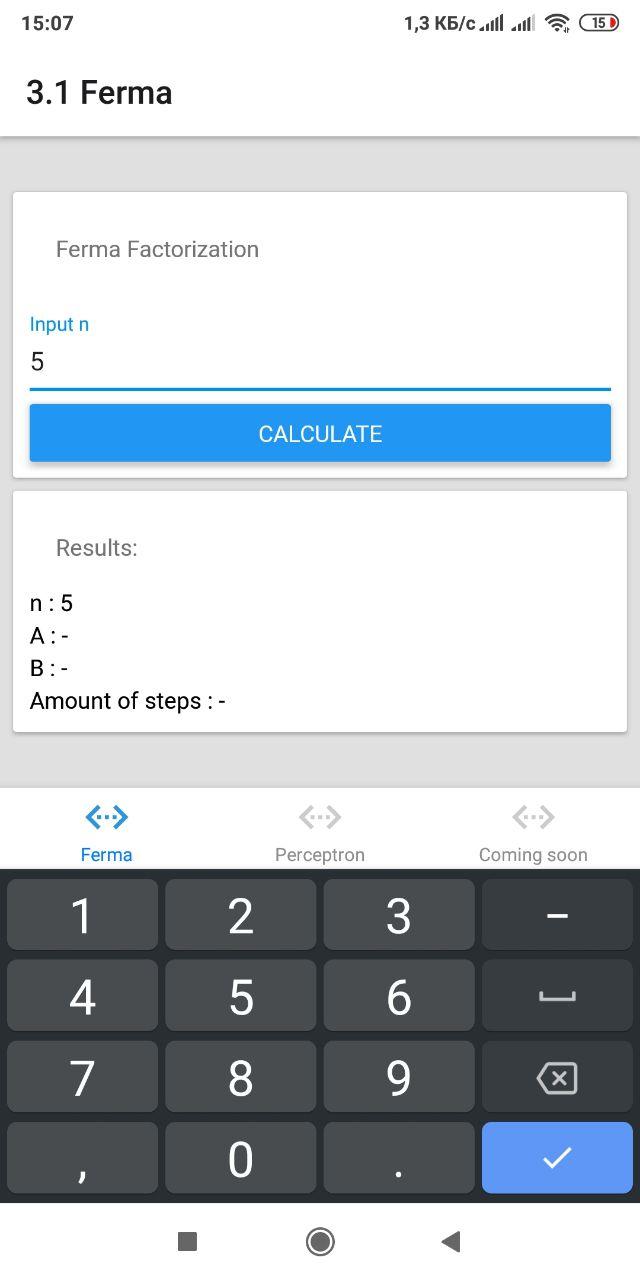 15:07 1,3 КБ/с 15
3.1 Ferma
Ferma Factorization
Input n
5
CALCULATE
Results:
n : 5
A : -
B : -
Amount of steps : -
Ferma Perceptron Coming soon
1 2 3 −
4 5 6
7 8 9
, 0 .